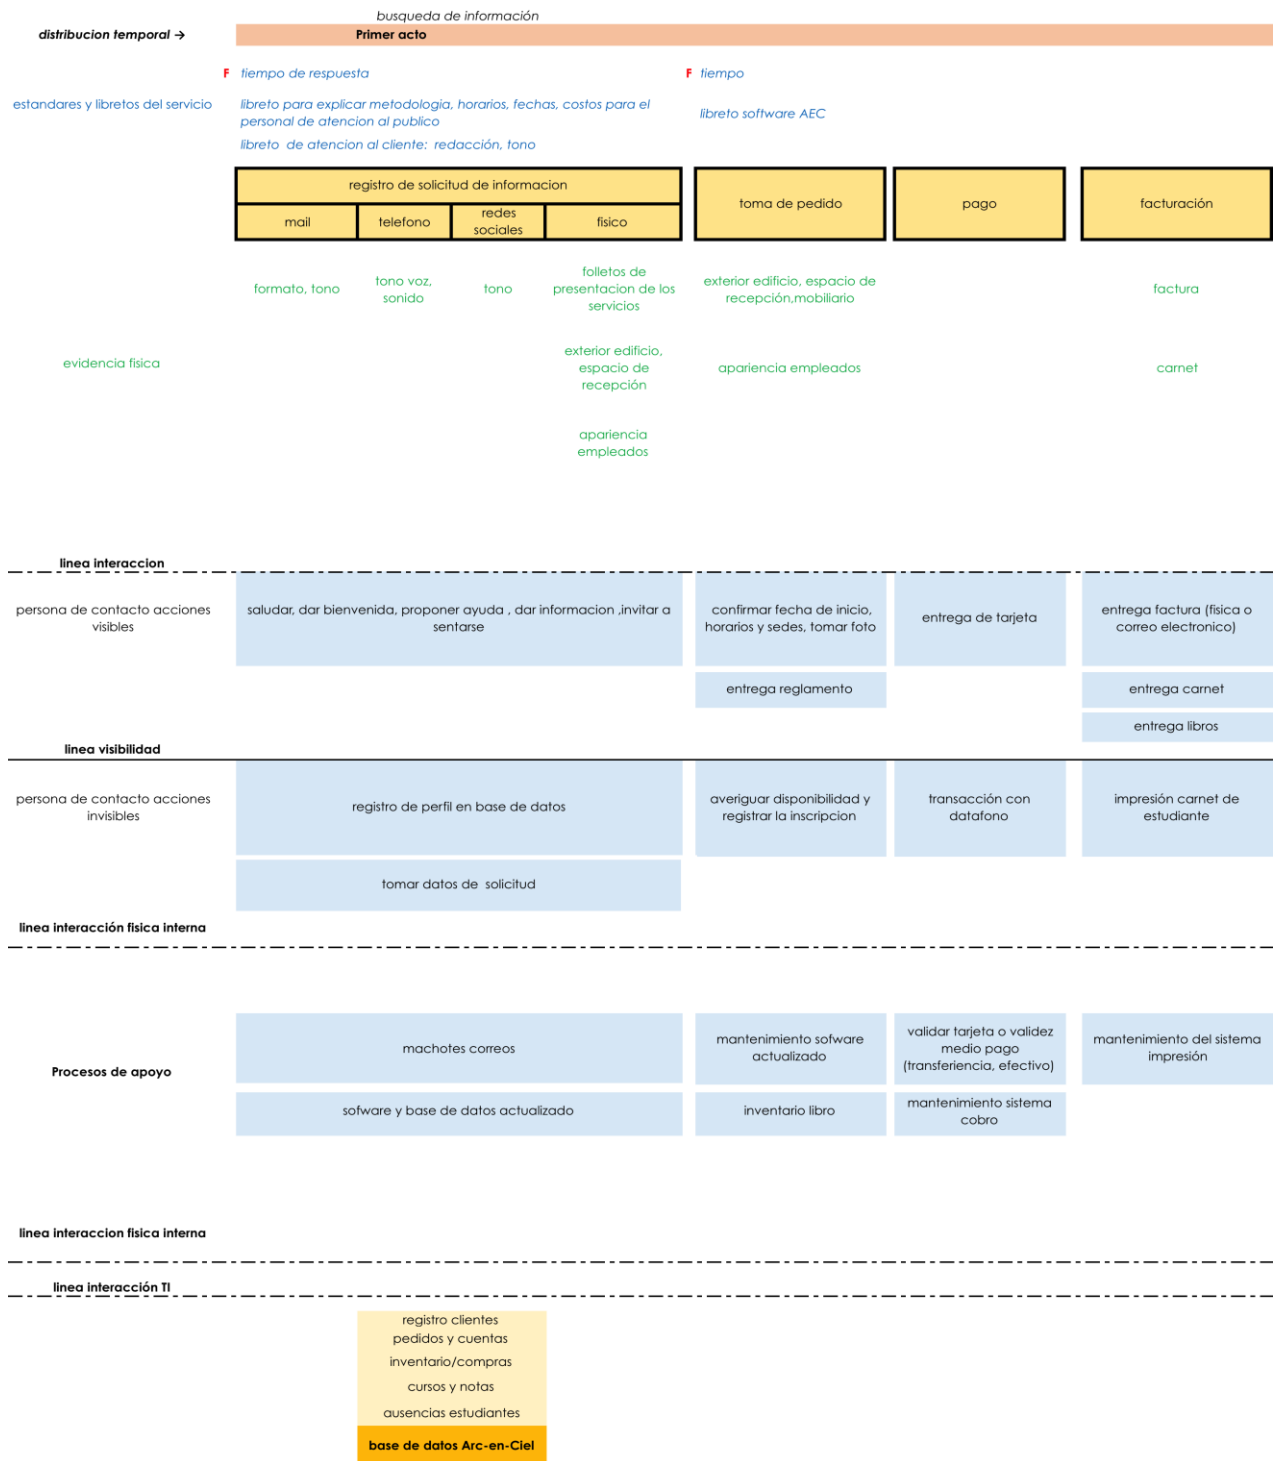 busqueda de información
distribucion temporal →
Primer acto
F tiempo de respuesta
F tiempo
estandares y libretos del servicio
libreto para explicar metodologia, horarios, fechas, costos para el
personal de atencion al publico
libreto software AEC
libreto de atencion al cliente: redacción, tono
registro de solicitud de informacion
toma de pedido
pago
facturación
mail
telefono
redes
sociales
fisico
formato, tono
tono voz,
sonido
tono
folletos de
presentacion de los
servicios
exterior edificio, espacio de
recepción,mobiliario
factura
evidencia fisica
exterior edificio,
espacio de
recepción
apariencia empleados
carnet
apariencia
empleados
linea interaccion
persona de contacto acciones
visibles
saludar, dar bienvenida, proponer ayuda , dar informacion ,invitar a
sentarse
confirmar fecha de inicio,
horarios y sedes, tomar foto
entrega de tarjeta
entrega factura (fisica o
correo electronico)
entrega reglamento
entrega carnet
entrega libros
linea visibilidad
persona de contacto acciones
invisibles
registro de perfil en base de datos
averiguar disponibilidad y
registrar la inscripcion
transacción con
datafono
impresión carnet de
estudiante
tomar datos de solicitud
linea interacción fisica interna
Procesos de apoyo
machotes correos
mantenimiento sofware
actualizado
validar tarjeta o validez
medio pago
(transferiencia, efectivo)
mantenimiento del sistema
impresión
sofware y base de datos actualizado
inventario libro
mantenimiento sistema
cobro
linea interaccion fisica interna
linea interacción TI
registro clientes
pedidos y cuentas
inventario/compras
cursos y notas
ausencias estudiantes
base de datos Arc-en-Ciel